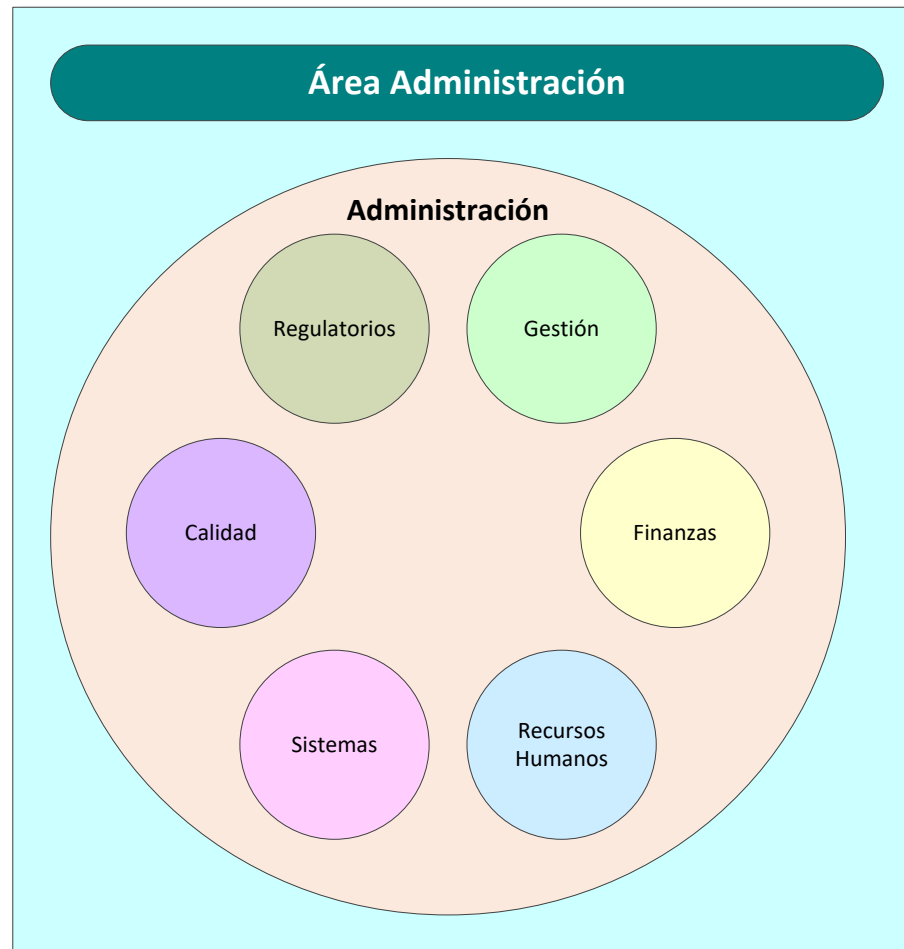 Área Administración
Administración
Regulatorios
Gestión
Calidad
Finanzas
Sistemas
Recursos
Humanos